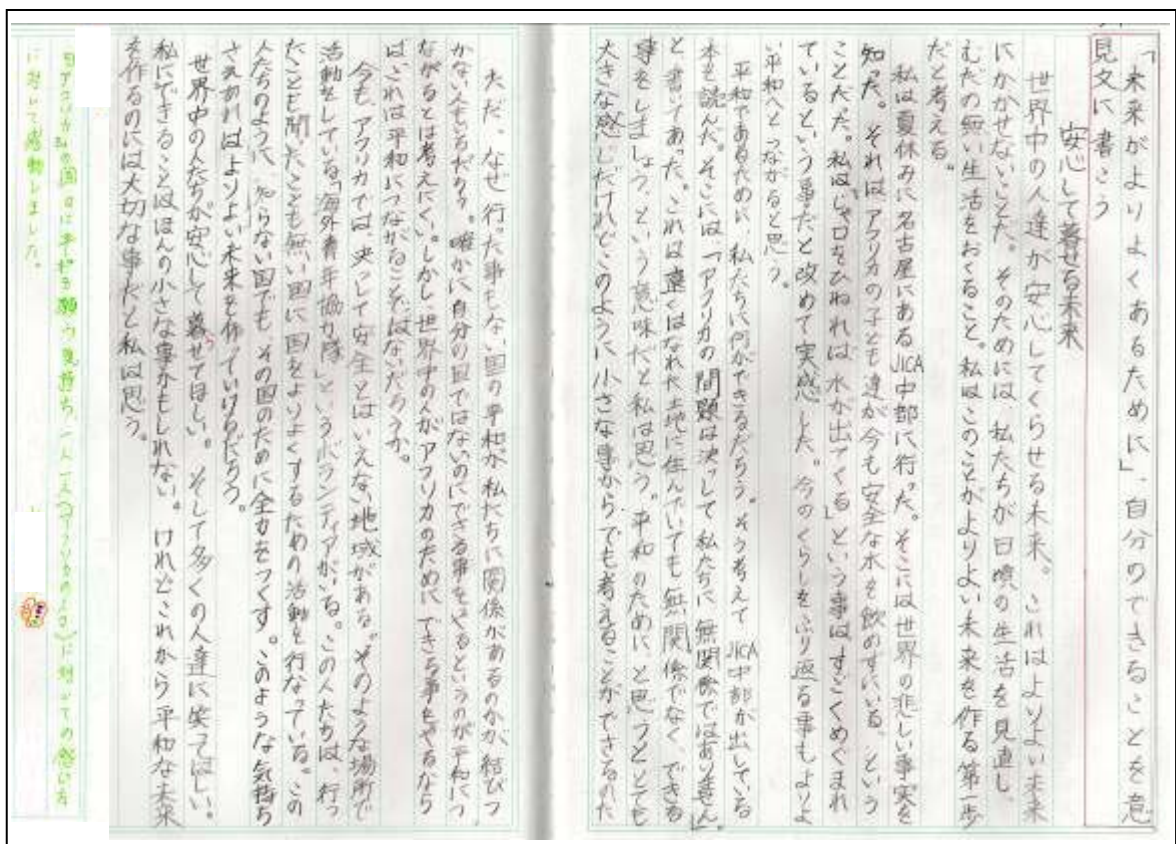 「未来がよりよくあるために」、自分のできることを意
見文に書こう
安心して暮せる未来
世界中の人達が安心してくらせる未来。これはよりよい未来
にかかせないことだ。そのためには、私たちが日頃の生活を見直し、
むだの無い生活をおくること。私はこのことがよりよい未来を作る第一歩
だと考える。
私は夏休みに名古屋にあるJICA中部に行った。そこには世界の悲しい事実を
知った。それはアフリカの子ども達が今も安全な水を飲めずにいる、という
ことだった。私は、「じゃ口をひねれば水が出てくる」という事はすごくめぐまれ
ているという事だと改めて実感した。今のくらしをふり返る事もよりよ
い平和へとつながると思う。
平和であるために、私たちに何ができるだろう。そう考えてJICA中部が出している
本を読んだ。そこには「アフリカの問題は決して私たちに無関係ではありません」
と書いてあった。これは遠くはなれた土地に住んでいても無関係でなく、できる
事をしましょう、という意味だと私は思う。平和のために、と思うととても
大きな感じだけれどこのように小さな事からでも考えることができるのだ
大だ。なぜ行った事もない国の平和が私たちに関係があるのかが結びつ
かない人もいるだろう。確かに自分の国ではないのにできる事をやるというのが平和につ
ながるとは考えにくい。しかし世界中の人がアフリカのためにできる事をやるなら
ば、これは平和につながることではないだろうか。
今も、アフリカでは決っして安全とはいえない地域がある。そのような場所で
活動をしている「海外青年協力隊」というボランティアがいる。この人たちは、行っ
たことも聞いたことも無い国に国をよりよくするための活動を行なっている。この
人たちのように、知らない国でも、その国のために全力をつくす。このような気持ち
さえあればよりよい未来を作っていけるだろう。
世界中の人たちが安心して暮せてほしい。そして多くの人達に笑ってほしい。
私にできることはほんの小さな事かもしれない。けれどこれから平和な未来
を作るのには大切な事だと私は思う。
に対して感動しました。